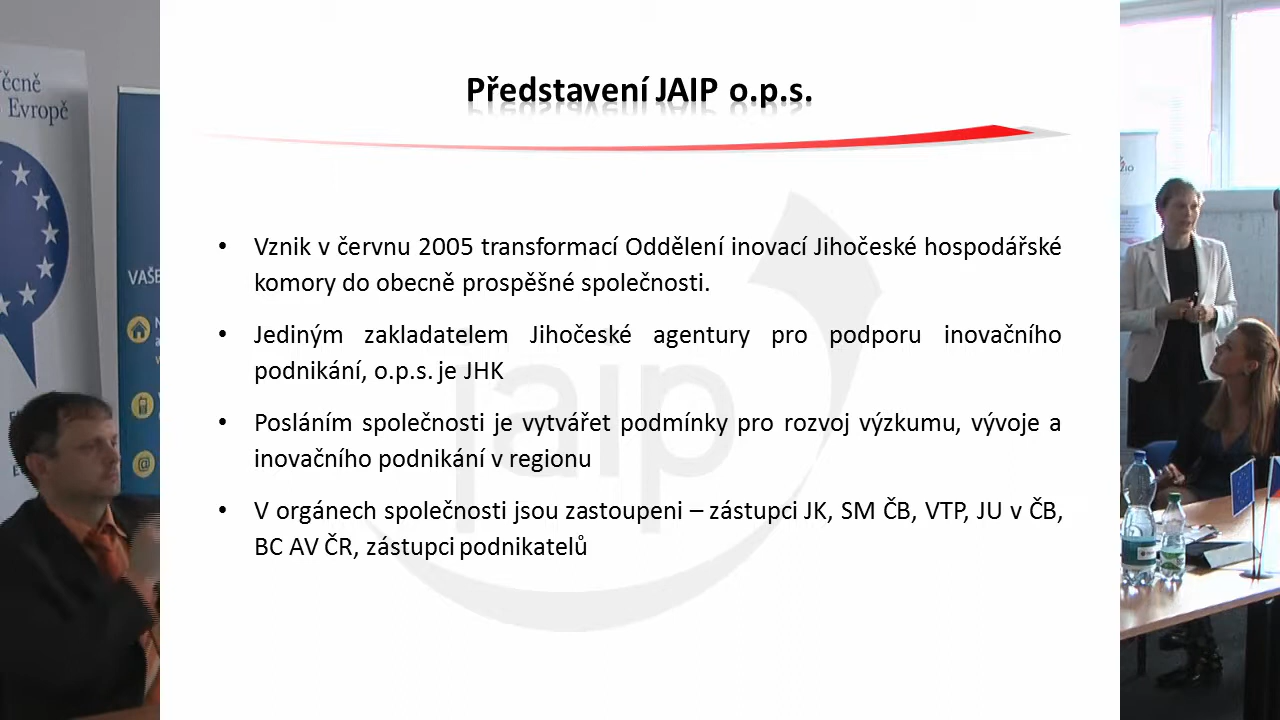 Představení JAIP o.p.s.
• Vznik v červnu 2005 transformací Oddělení inovací Jihočeské hospodářské
komory do obecně prospěšné společnosti.
• Jediným zakladatelem Jihočeské agentury pro podporu inovačního
podnikání, o.p.s. je JHK
• Posláním společnosti je vytvářet podmínky pro rozvoj výzkumu, vývoje a
inovačního podnikání v regionu
• V orgánech společnosti jsou zastoupeni – zástupci JK, SM ČB, VTP, JU v ČB,
BC AV ČR, zástupci podnikatelů
jaip
Evropě